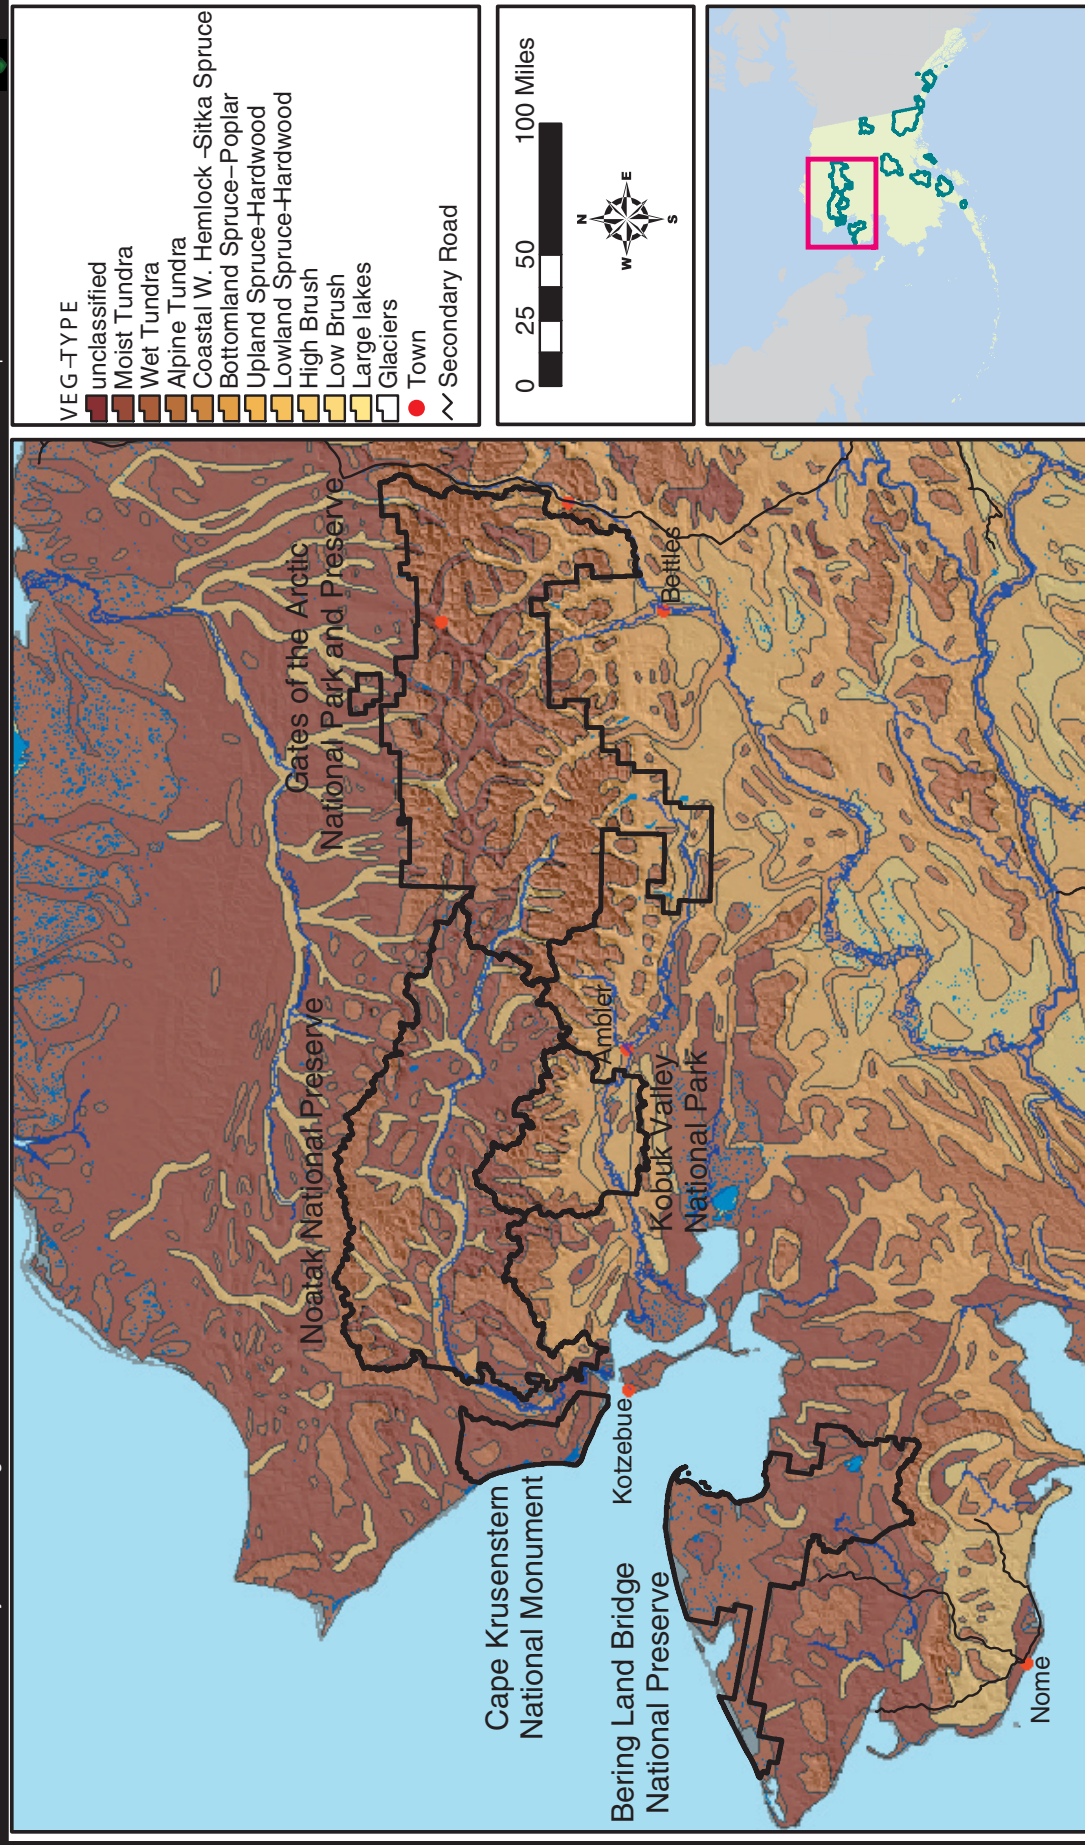 VEG-TYPE
unclassified
Moist Tundra
Wet Tundra
Alpine Tundra
Coastal W. Hemlock -Sitka Spruce
Bottomland Spruce-Poplar
Upland Spruce-Hardwood
Lowland Spruce-Hardwood
High Brush
Low Brush
Large lakes
Glaciers
Town
Secondary Road
0 25 50 100 Miles
N
W E
S
Gates of the Arctic
National Park and Preserve
Noatak National Preserve
Bettles
Ambler
Kobuk Valley
National Park
Cape Krusenstern
National Monument
Kotzebue
Bering Land Bridge
National Preserve
Nome